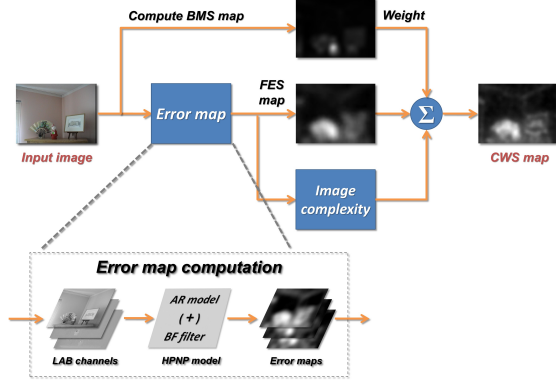 Compute BMS map
Weight
FES
map
Error map
Σ
Input image
CWS map
Image
complexity
Error map computation
AR model
(+)
BF filter
LAB channels
HPNP model
Error maps